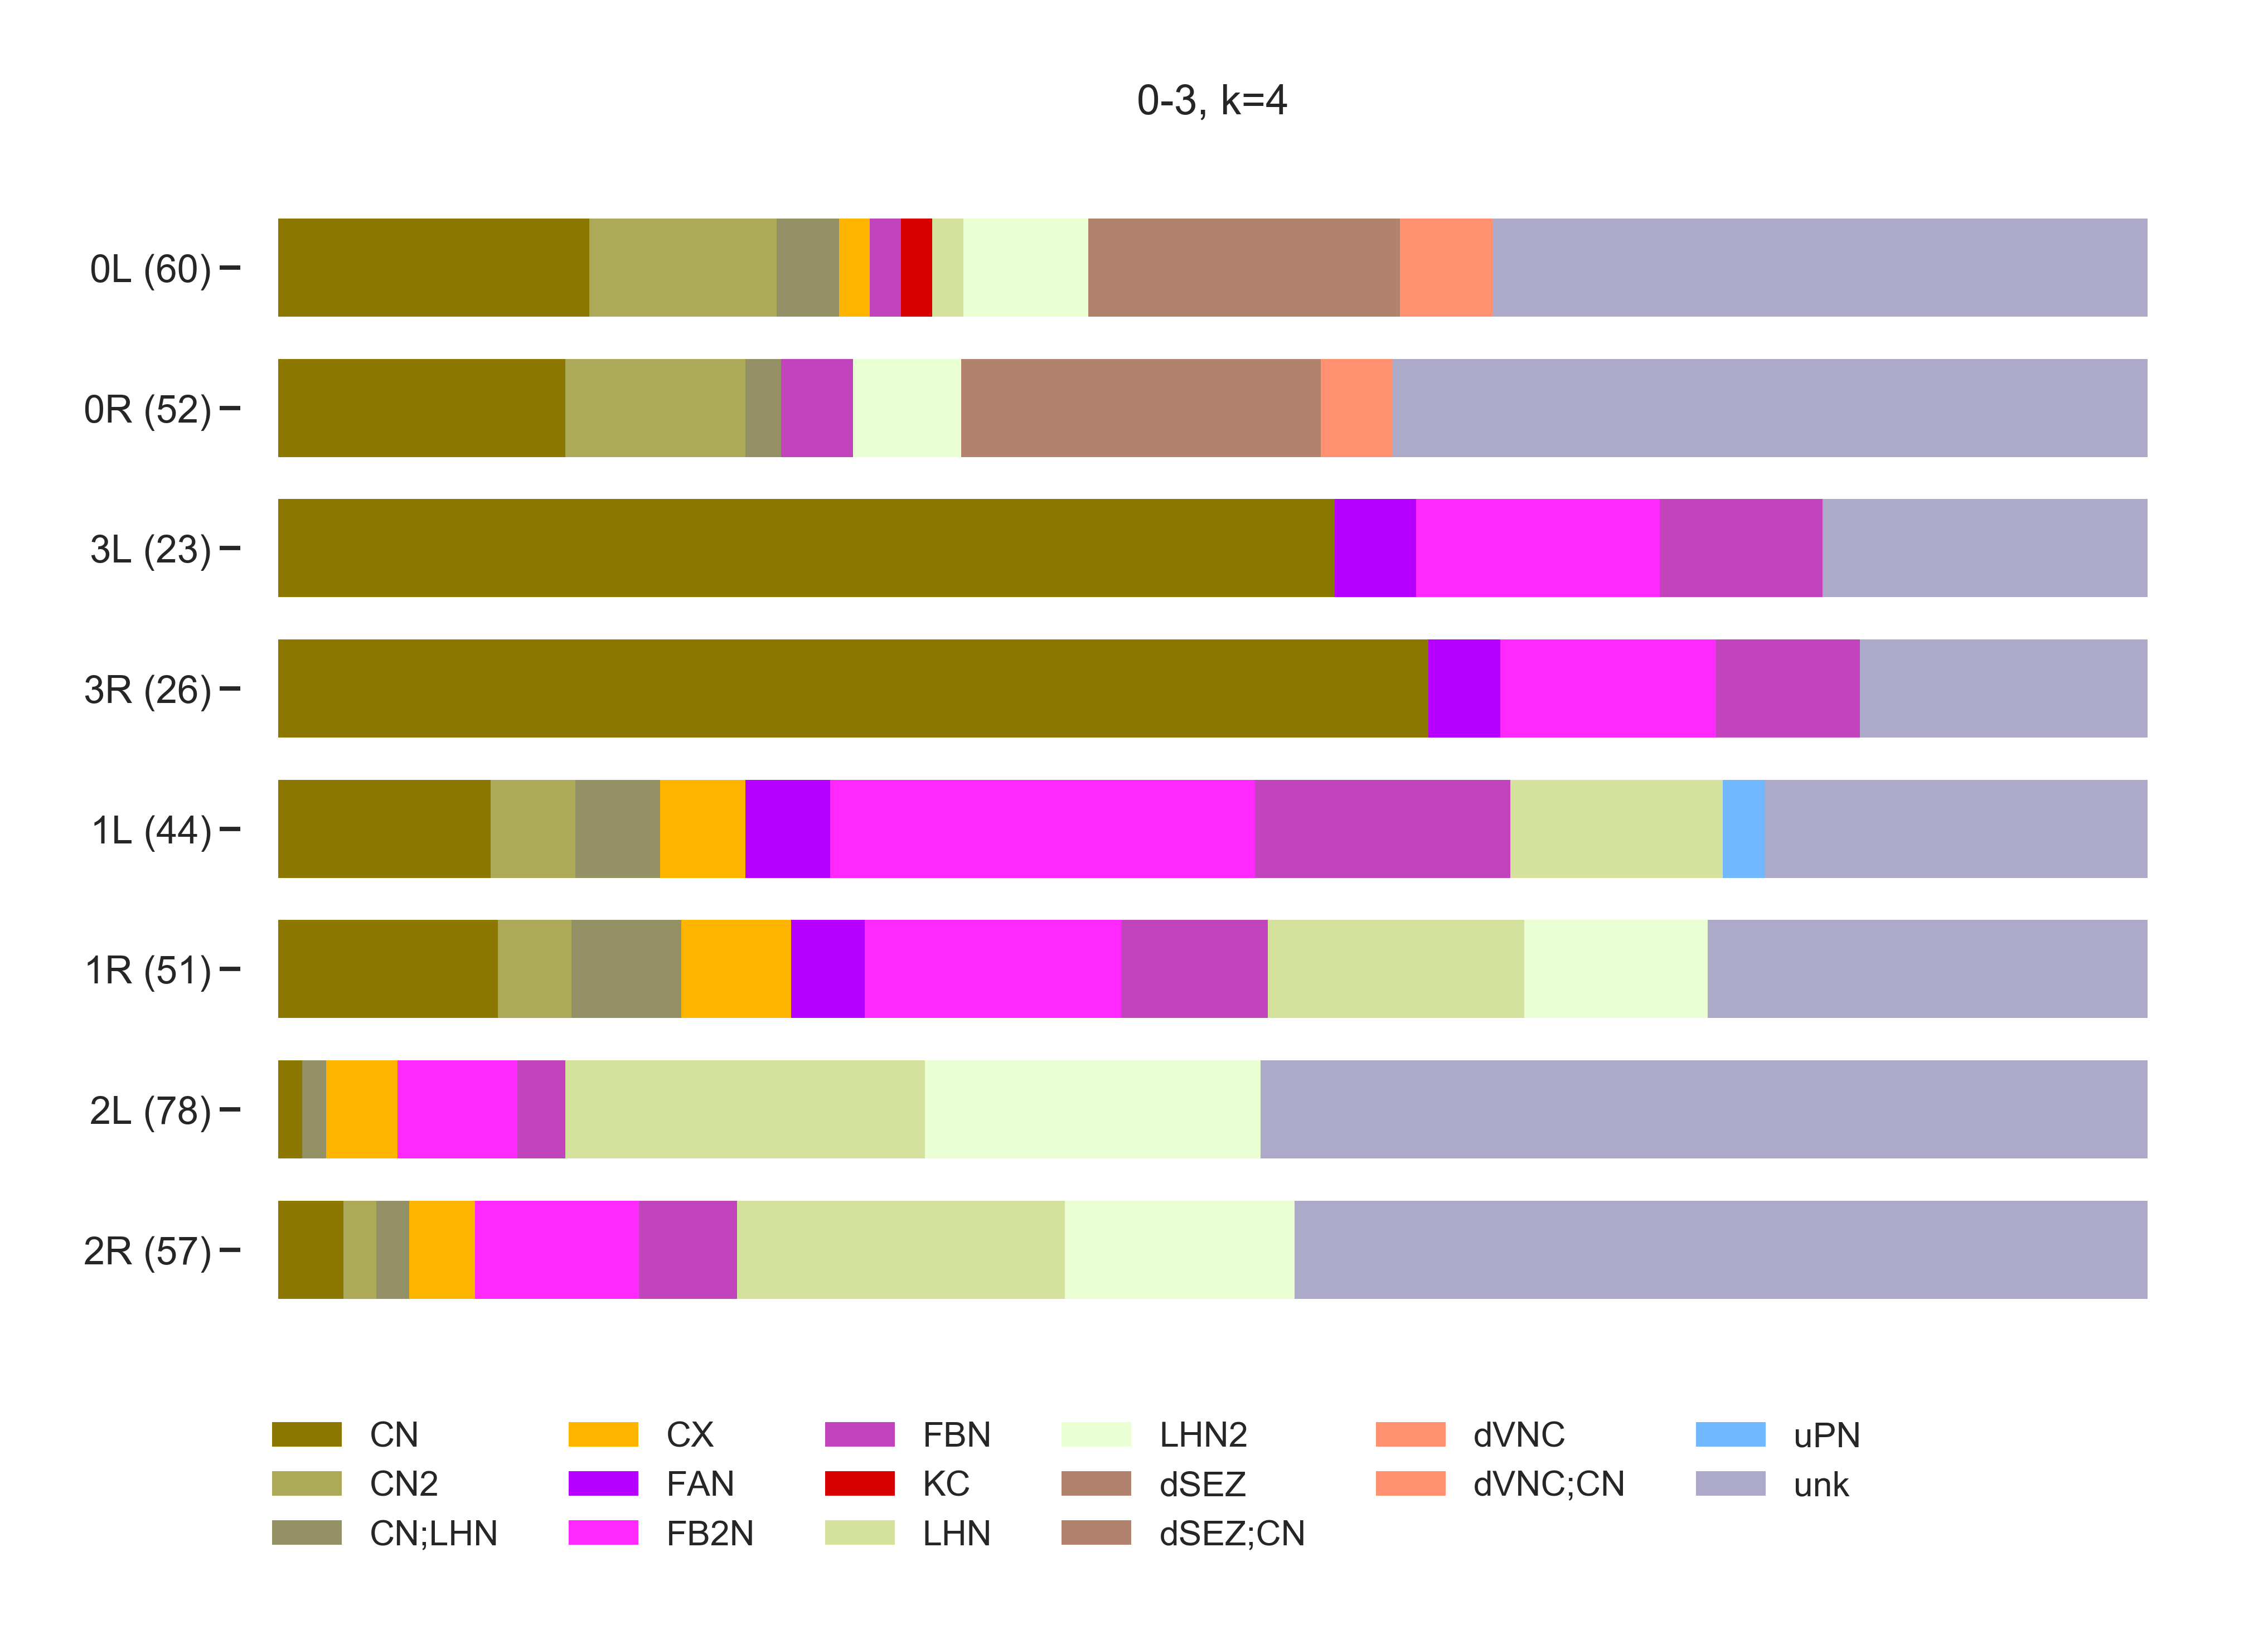 0-3, k=4
0L (60)
0R (52)
3L (23)
3R (26)
1L (44)
1R (51)
2L (78)
2R (57)
CN CX FBN LHN2 dVNC uPN
CN2 FAN KC dSEZ dVNC;CN unk
CN;LHN FB2N LHN dSEZ;CN